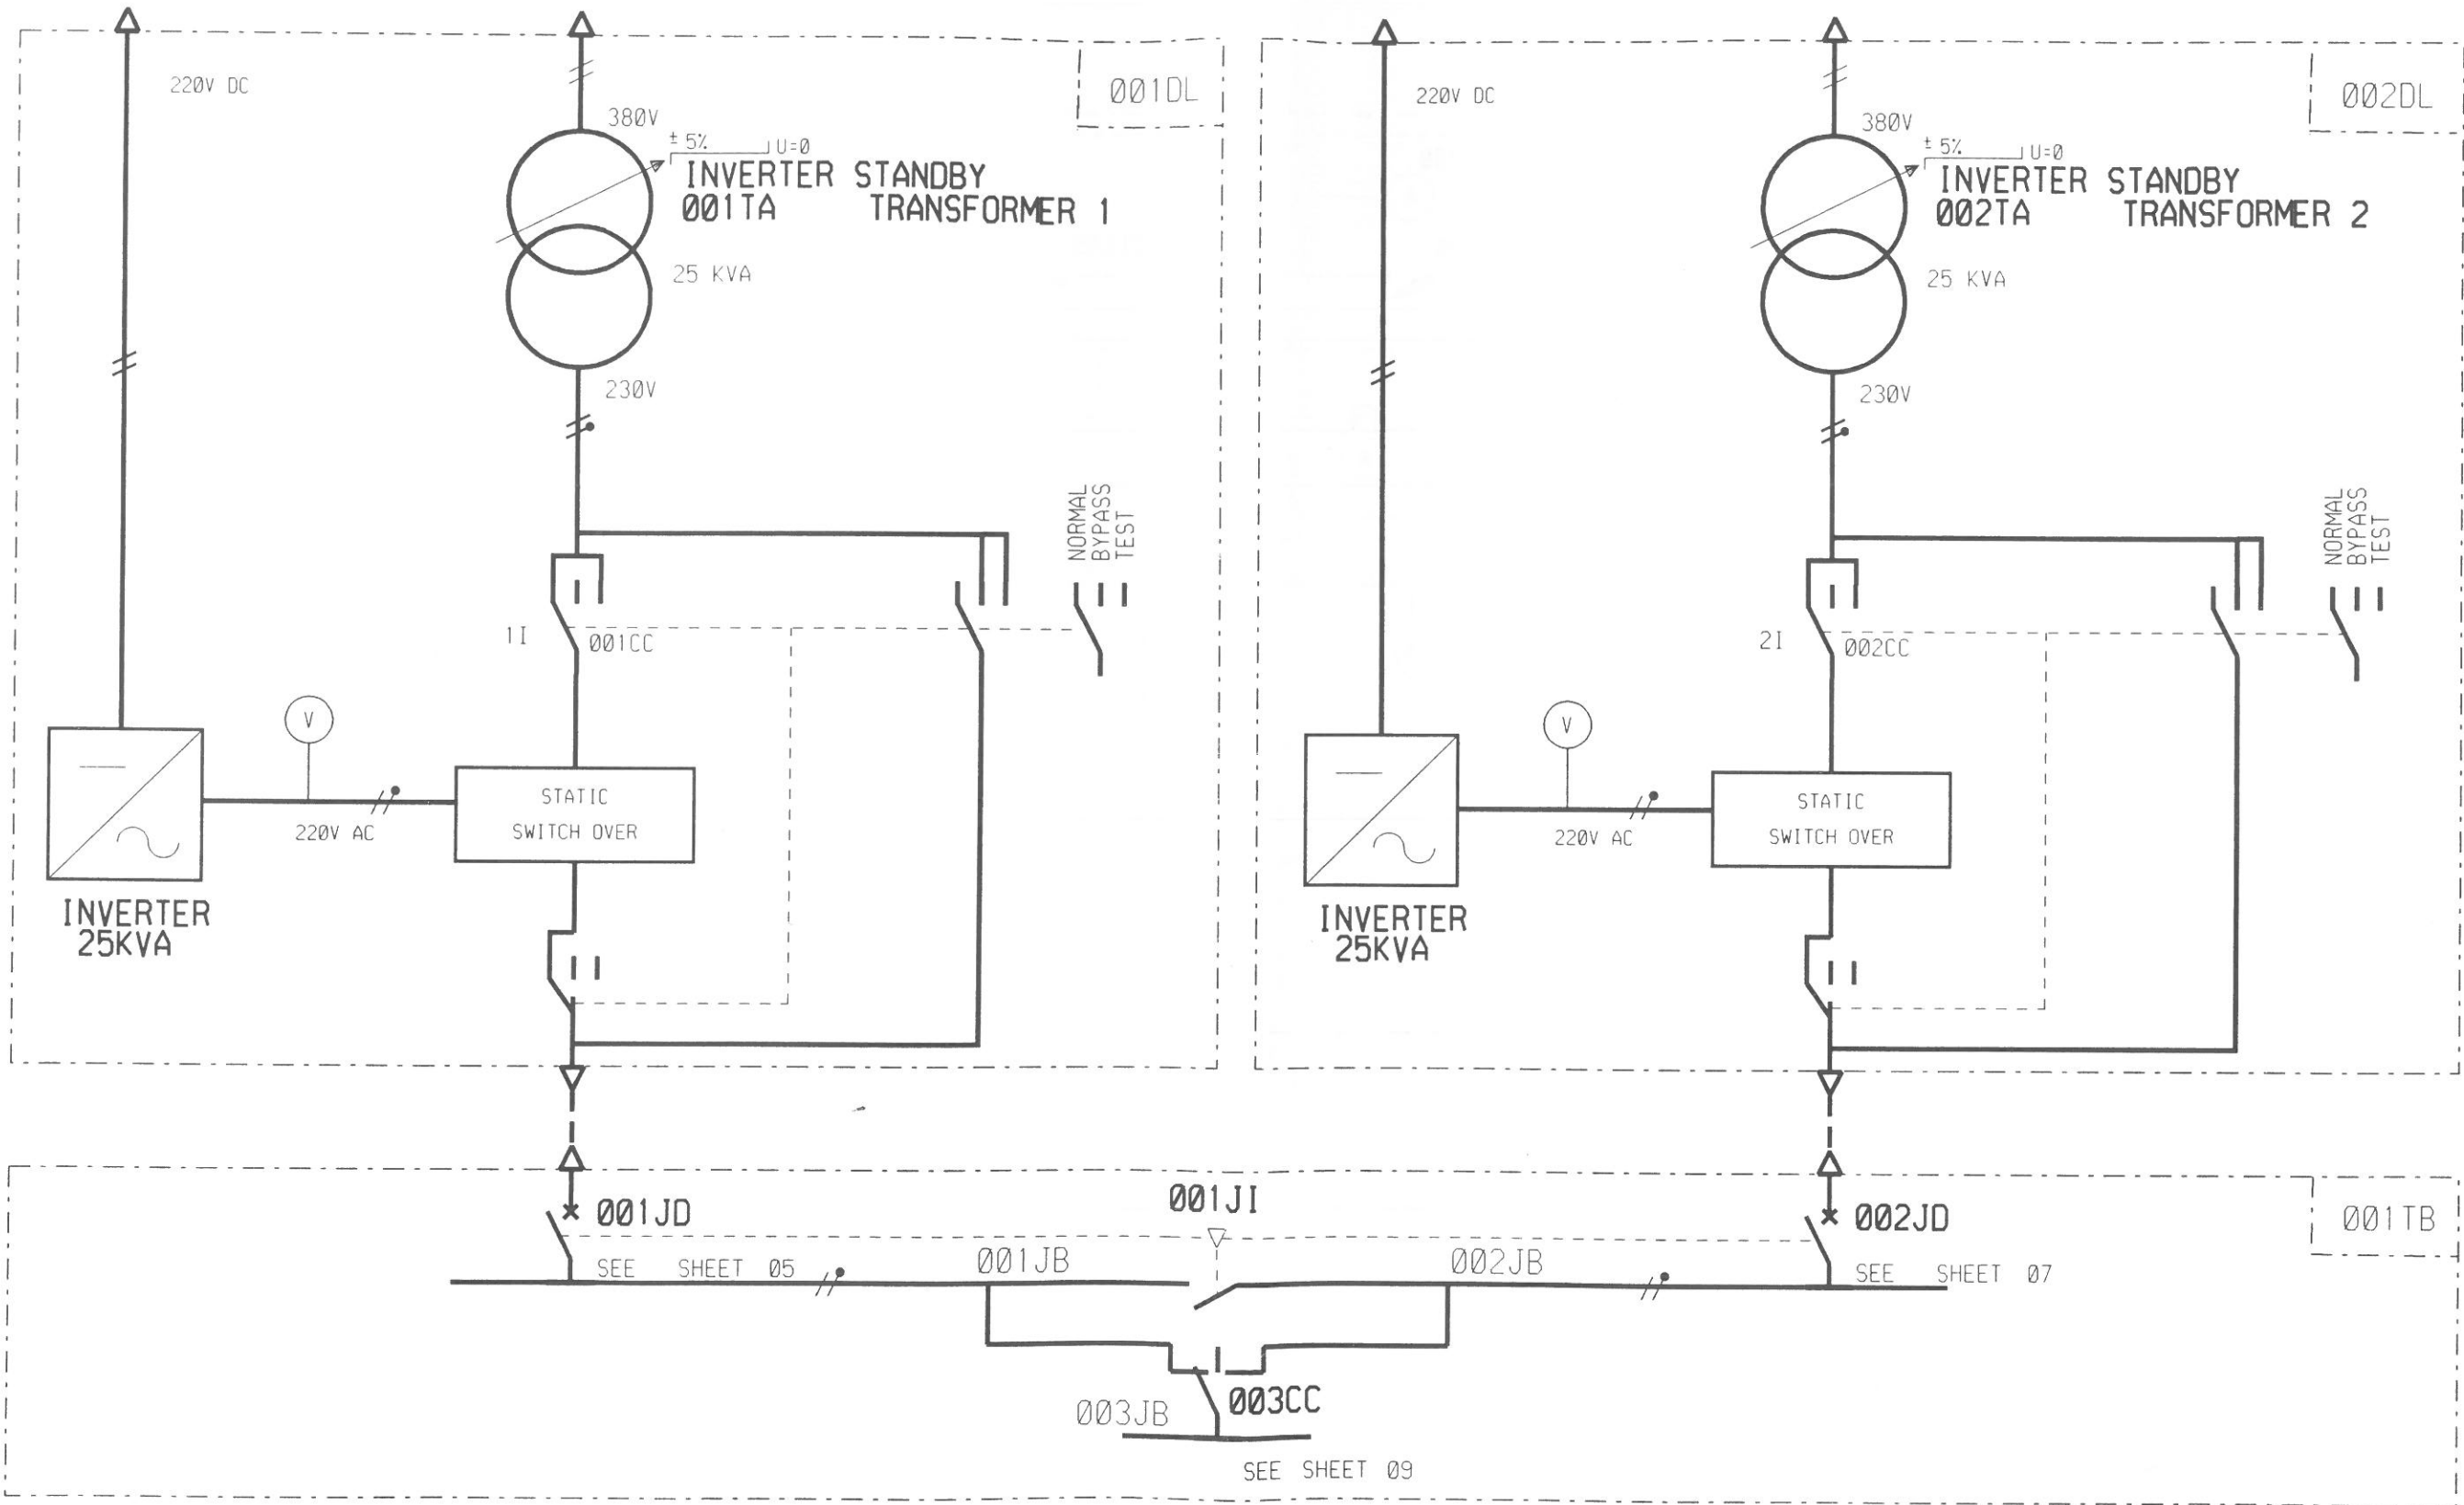 220V DC
001DL
380V
± 5% U=0
INVERTER STANDBY
001TA TRANSFORMER 1
25 KVA
230V
NORMAL
BYPASS
TEST
1I
001CC
V
220V AC
STATIC
SWITCH OVER
INVERTER
25KVA
220V DC
002DL
380V
± 5% U=0
INVERTER STANDBY
002TA TRANSFORMER 2
25 KVA
230V
NORMAL
BYPASS
TEST
2I
002CC
V
220V AC
STATIC
SWITCH OVER
INVERTER
25KVA
001JD
001JI
002JD
001TB
SEE SHEET 05
001JB
002JB
SEE SHEET 07
003JB
003CC
SEE SHEET 09